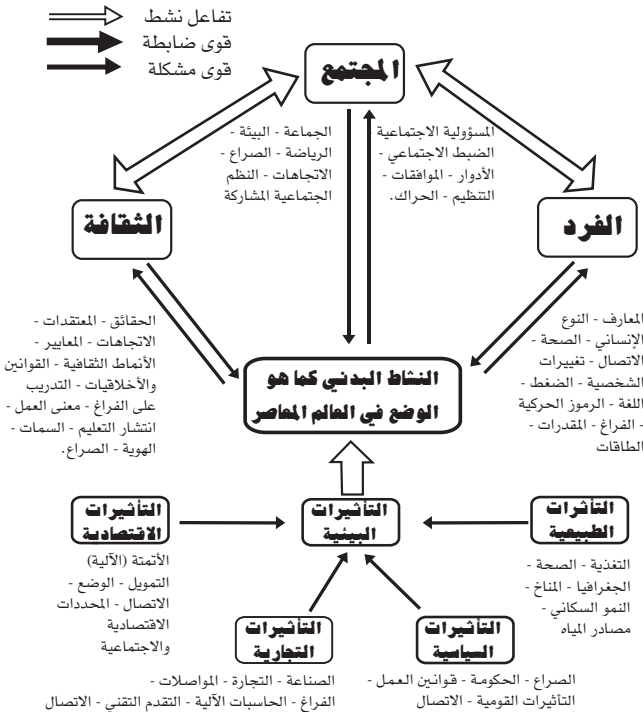 تفاعل نشط
قوى ضابطة
قوى مشكلة
المجتمع
المسؤولية الاجتماعية
الضبط الاجتماعي -
الأدوار - الموافقات -
التنظيم - الحراك.
الجماعة - البيئة -
الرياضة - الصراع -
الاتجاهات - النظم
الجتماعية المشاركة
الفرد
الثقافة
المعارف - النوع
الإنساني - الصحة -
الاتصال - تغييرات
الشخصية - الضغط -
اللغة - الرموز الحركية
- الفراغ - المقدرات -
الطاقات
الحقائق - المعتقدات -
الاتجاهات - المعايير -
الأنماط الثقافية - القوانين
والأخلاقيات - التدريب
على الفراغ - معنى العمل -
انتشار التعليم - السمات -
الهوية - الصراع.
النشاط البدني كما هو
الوضع في العالم المعاصر
التأثرات
الطبيعية
التأثيرات
البيئية
التأثيرات
الاقتصادية
التغذية - الصحة -
الجغرافيا - المناخ -
النمو السكاني -
مصادر المياه
الأتمتة (الآلية)
التمويل - الوضع -
الاتصال - المحددات
الاقتصادية
والاجتماعية
التأثيرات
السياسية
التأثيرات
التجارية
الصراع - الحكومة - قوانين العمل -
التأثيرات القومية - الاتصال
الصناعة - التجارة - المواصلات -
الفراغ - الحاسبات الآلية - التقدم التقني - الاتصال